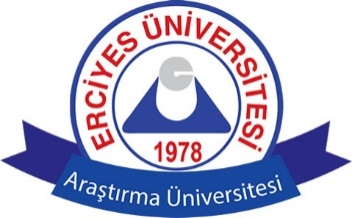 ERCİYES ÜNİVERSİTESİ
1978
Araştırma Üniversitesi